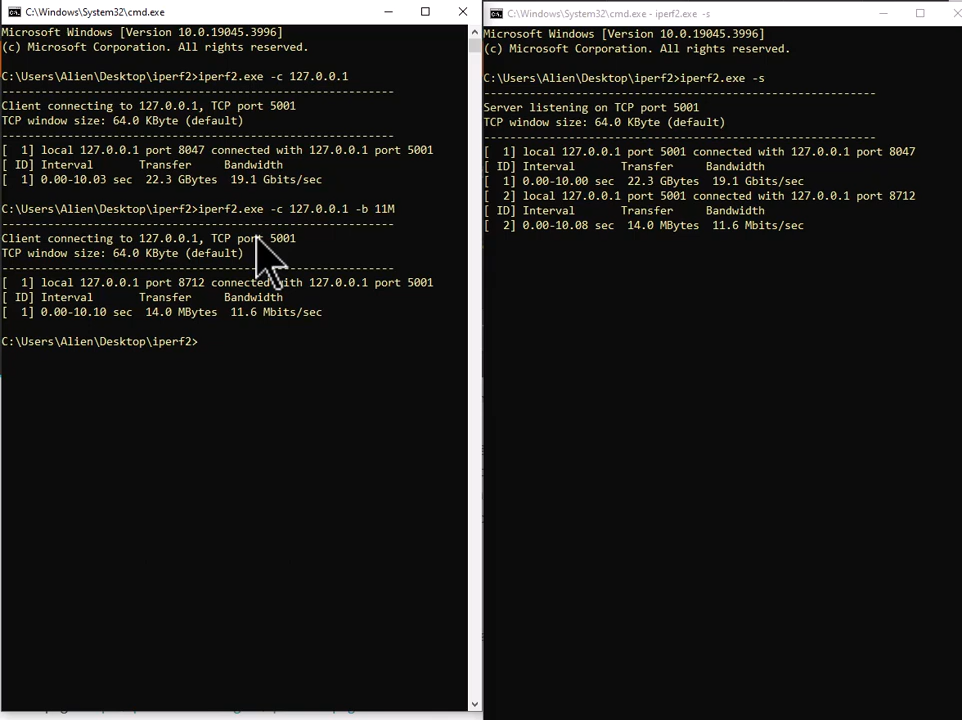 C:\Windows\System32\cmd.exe
Microsoft Windows [Version 10.0.19045.3996]
(c) Microsoft Corporation. All rights reserved.
C:\Users\Alien\Desktop\iperf2>iperf2.exe -c 127.0.0.1
------------------------------------------------------------
Client connecting to 127.0.0.1, TCP port 5001
TCP window size: 64.0 KByte (default)
------------------------------------------------------------
[  1] local 127.0.0.1 port 8047 connected with 127.0.0.1 port 5001
[ ID] Interval       Transfer     Bandwidth
[  1] 0.00-10.03 sec  22.3 GBytes  19.1 Gbits/sec
C:\Users\Alien\Desktop\iperf2>iperf2.exe -c 127.0.0.1 -b 11M
------------------------------------------------------------
Client connecting to 127.0.0.1, TCP port 5001
TCP window size: 64.0 KByte (default)
------------------------------------------------------------
[  1] local 127.0.0.1 port 8712 connected with 127.0.0.1 port 5001
[ ID] Interval       Transfer     Bandwidth
[  1] 0.00-10.10 sec  14.0 MBytes  11.6 Mbits/sec
C:\Users\Alien\Desktop\iperf2>
C:\Windows\System32\cmd.exe - iperf2.exe -s
Microsoft Windows [Version 10.0.19045.3996]
(c) Microsoft Corporation. All rights reserved.
C:\Users\Alien\Desktop\iperf2>iperf2.exe -s
------------------------------------------------------------
Server listening on TCP port 5001
TCP window size: 64.0 KByte (default)
------------------------------------------------------------
[  1] local 127.0.0.1 port 5001 connected with 127.0.0.1 port 8047
[ ID] Interval       Transfer     Bandwidth
[  1] 0.00-10.00 sec  22.3 GBytes  19.1 Gbits/sec
[  2] local 127.0.0.1 port 5001 connected with 127.0.0.1 port 8712
[ ID] Interval       Transfer     Bandwidth
[  2] 0.00-10.08 sec  14.0 MBytes  11.6 Mbits/sec